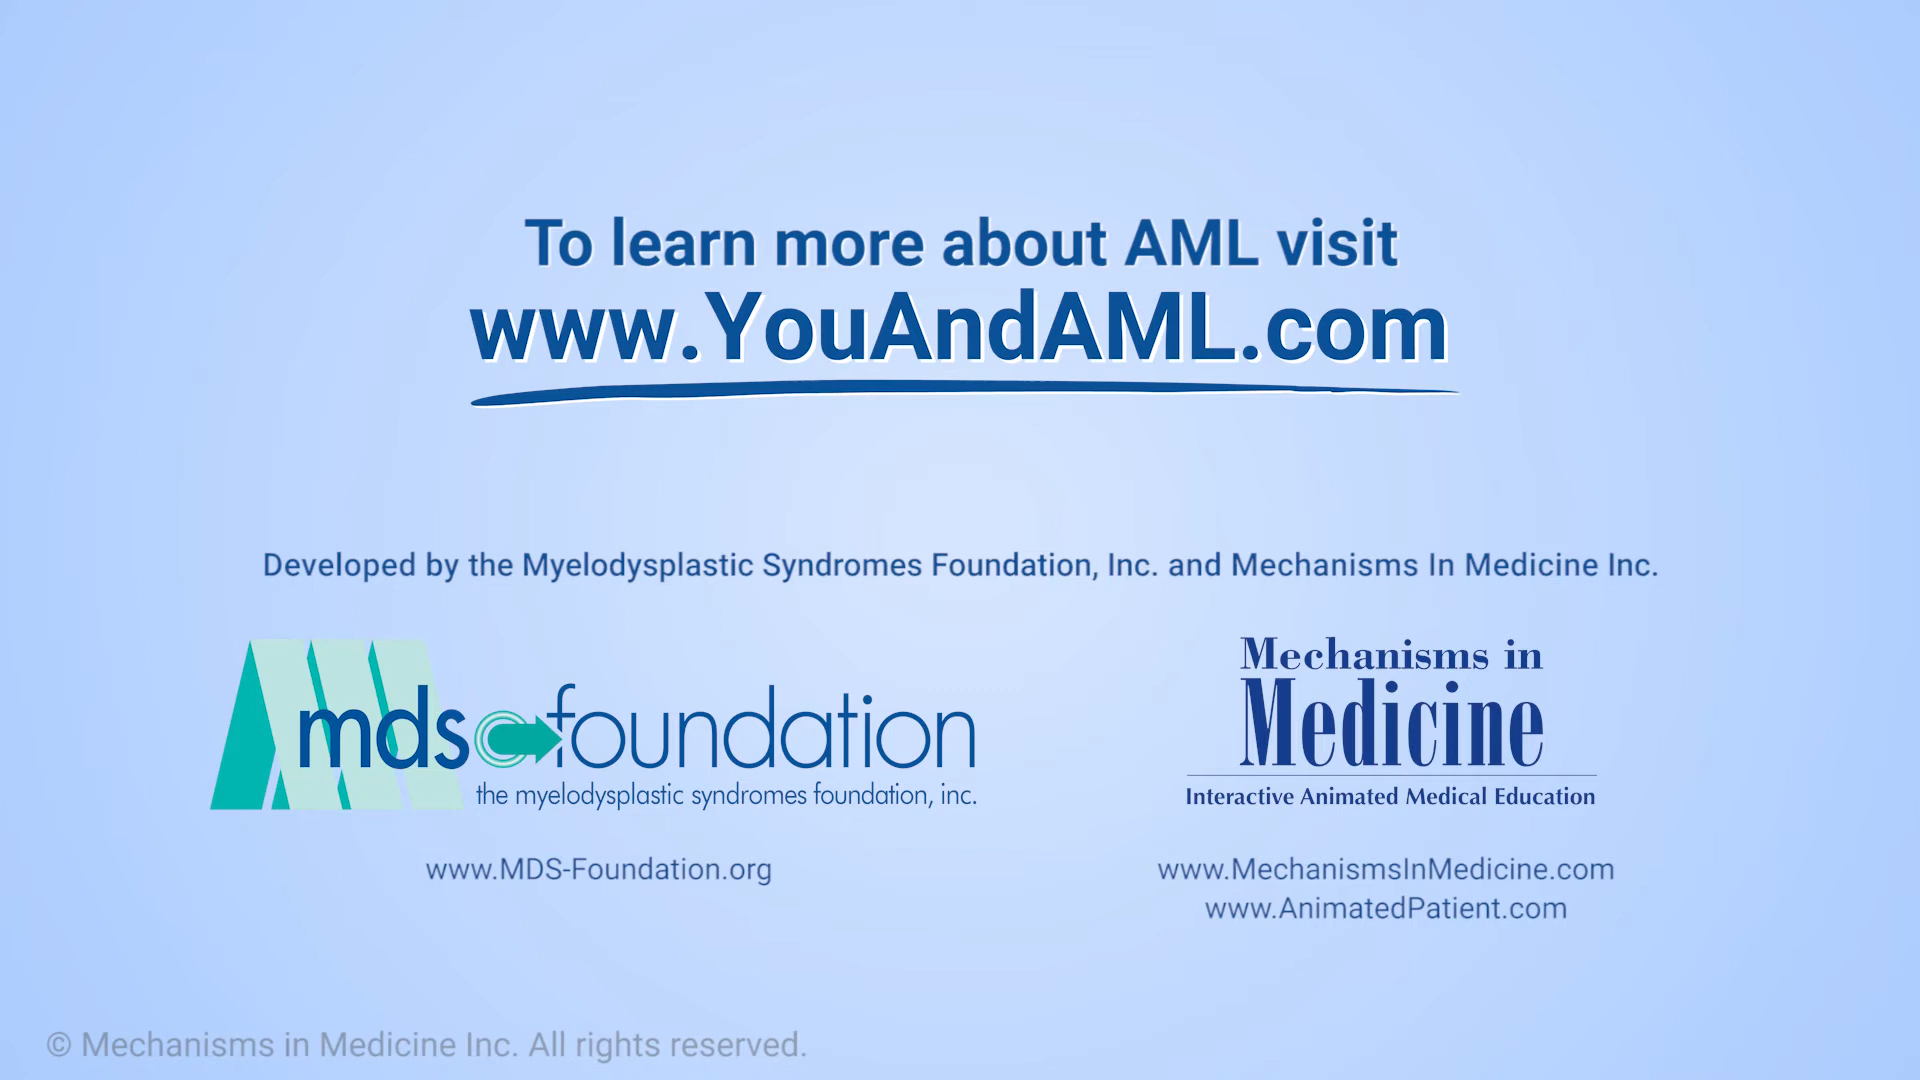 To learn more about AML visit
www.YouAndAML.com
Developed by the Myelodysplastic Syndromes Foundation, Inc. and Mechanisms In Medicine Inc.
mds foundation
the myelodysplastic syndromes foundation, inc.
www.MDS-Foundation.org
Mechanisms in
Medicine
Interactive Animated Medical Education
www.MechanismsInMedicine.com
www.AnimatedPatient.com
© Mechanisms in Medicine Inc. All rights reserved.